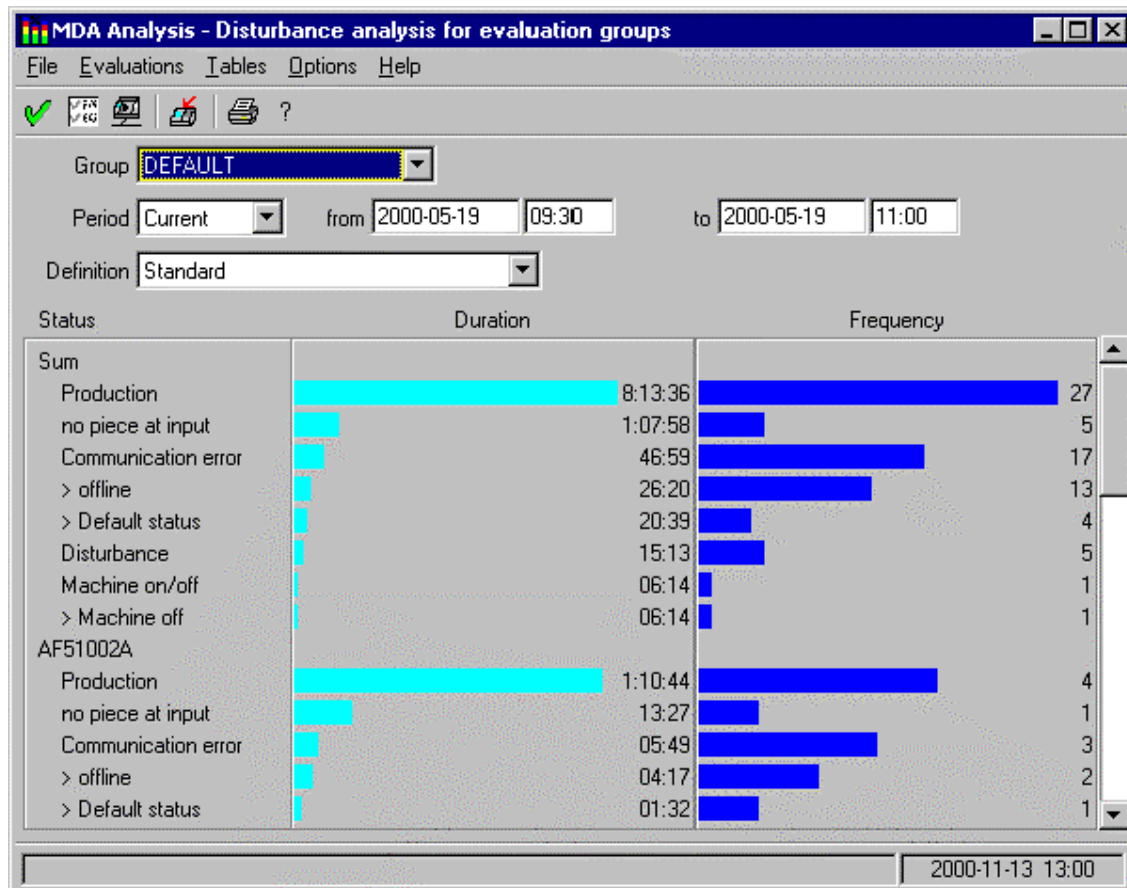 MDA Analysis - Disturbance analysis for evaluation groups
File Evaluations Tables Options Help
?
Group DEFAULT
Period Current from 2000-05-19 09:30 to 2000-05-19 11:00
Definition Standard
Status Duration Frequency
Sum
Production 8:13:36 27
no piece at input 1:07:58 5
Communication error 46:59 17
> offline 26:20 13
> Default status 20:39 4
Disturbance 15:13 5
Machine on/off 06:14 1
> Machine off 06:14 1
AF51002A
Production 1:10:44 4
no piece at input 13:27 1
Communication error 05:49 3
> offline 04:17 2
> Default status 01:32 1
2000-11-13 13:00